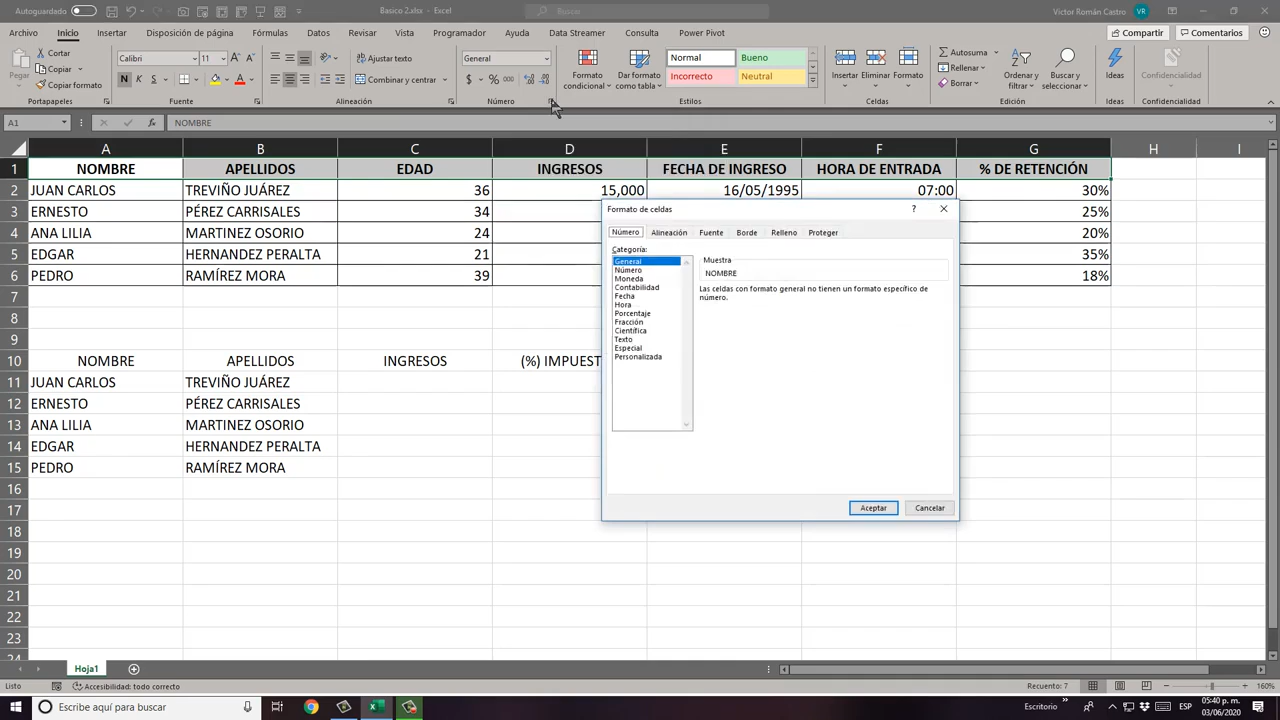 Autoguardado
Basico 2.xlsx - Excel
Buscar
Víctor Román Castro
VR
Archivo Inicio Insertar Disposición de página Fórmulas Datos Revisar Vista Programador Ayuda Data Streamer Consulta Power Pivot
Compartir Comentarios
Pegar
Cortar
Copiar
Copiar formato
Portapapeles
Calibri 11
N K S
Fuente
Ajustar texto
Combinar y centrar
Alineación
General
$ % 000
Número
Formato condicional
Dar formato como tabla
Normal Bueno
Incorrecto Neutral
Estilos
Insertar Eliminar Formato
Celdas
Autosuma
Rellenar
Borrar
Ordenar y filtrar
Buscar y seleccionar
Edición
Ideas
Ideas
Confidencialidad
Confidencialidad
A1 fx NOMBRE
A B C D E F G H I
1 NOMBRE APELLIDOS EDAD INGRESOS FECHA DE INGRESO HORA DE ENTRADA % DE RETENCIÓN
2 JUAN CARLOS TREVIÑO JUÁREZ 36 15,000 16/05/1995 07:00 30%
3 ERNESTO PÉREZ CARRISALES 34 25%
4 ANA LILIA MARTINEZ OSORIO 24 20%
5 EDGAR HERNANDEZ PERALTA 21 35%
6 PEDRO RAMÍREZ MORA 39 18%
7
8
9
10 NOMBRE APELLIDOS INGRESOS (%) IMPUEST
11 JUAN CARLOS TREVIÑO JUÁREZ
12 ERNESTO PÉREZ CARRISALES
13 ANA LILIA MARTINEZ OSORIO
14 EDGAR HERNANDEZ PERALTA
15 PEDRO RAMÍREZ MORA
16
17
18
19
20
21
22
23
24
Formato de celdas
? ×
Número Alineación Fuente Borde Relleno Proteger
Categoría:
General
Número
Moneda
Contabilidad
Fecha
Hora
Porcentaje
Fracción
Científica
Texto
Especial
Personalizada
Muestra
NOMBRE
Las celdas con formato general no tienen un formato específico de
número.
Aceptar Cancelar
Hoja1
Listo
Accesibilidad: todo correcto
Recuento: 7
160%
Escribe aquí para buscar
Escritorio
ESP
05:40 p. m.
03/06/2020